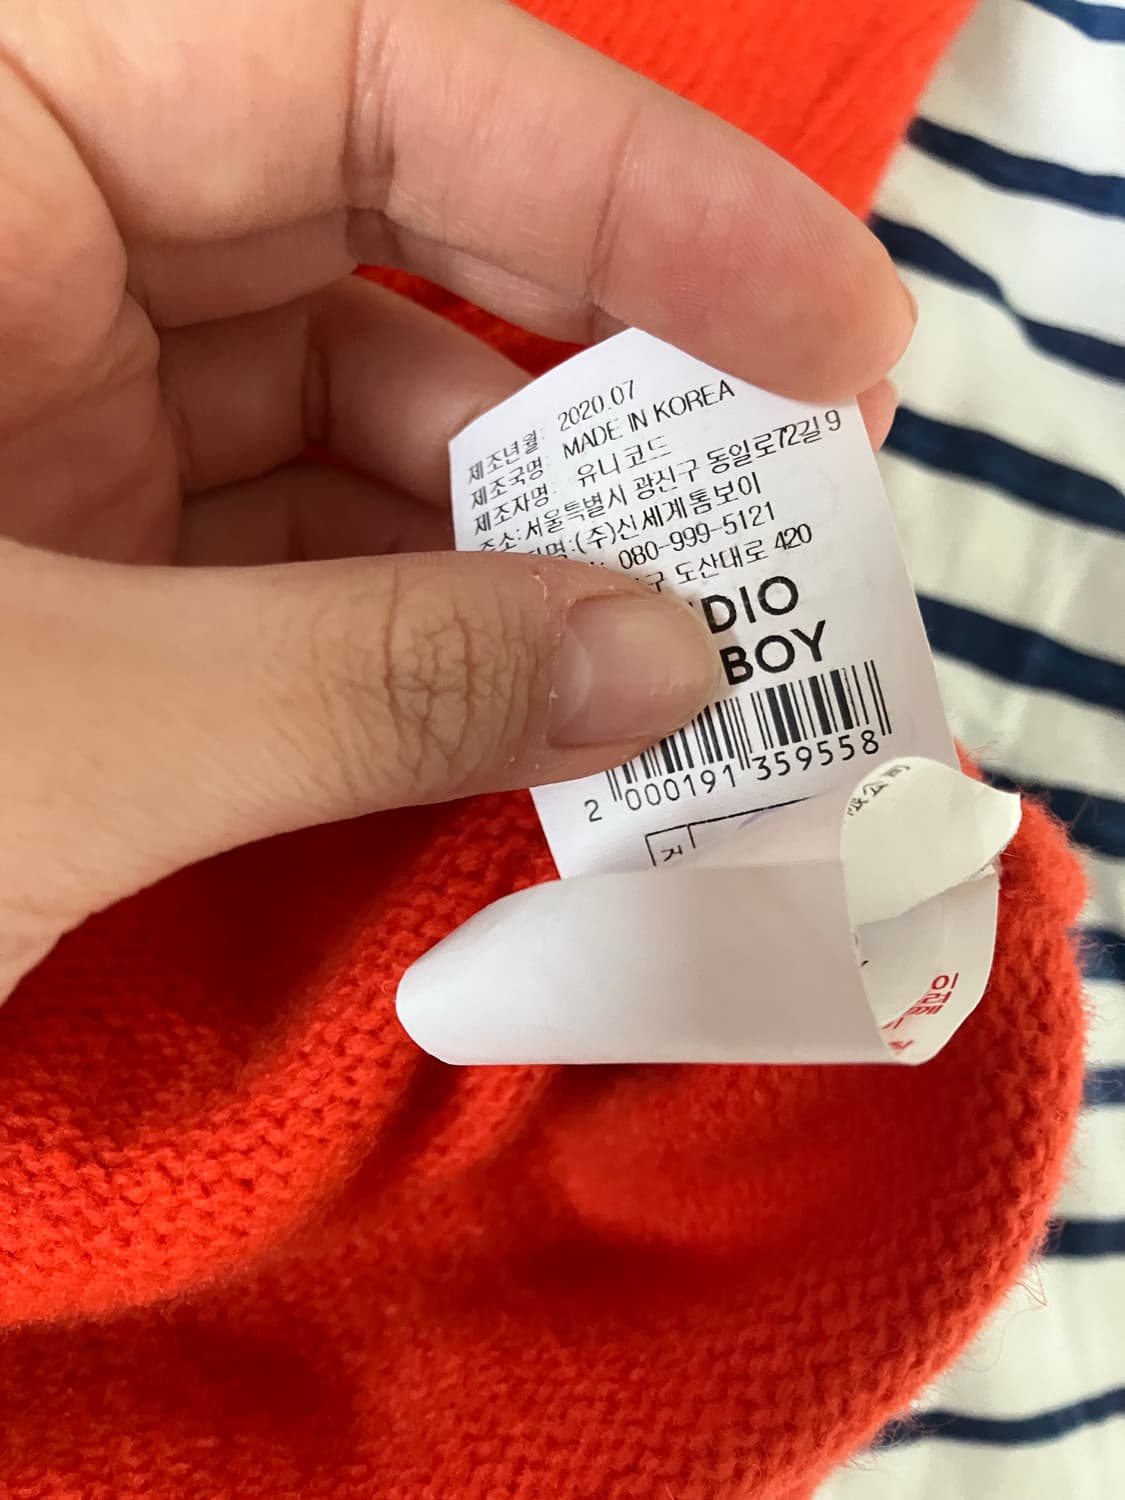 제조년월: 2020.07
제조국명: MADE IN KOREA
제조자명: 유니코드
주소:서울특별시 광진구 동일로72길 9
명:(주)신세계톰보이
080-999-5121
구 도산대로 420
DIO
BOY
2 000191 359558
이